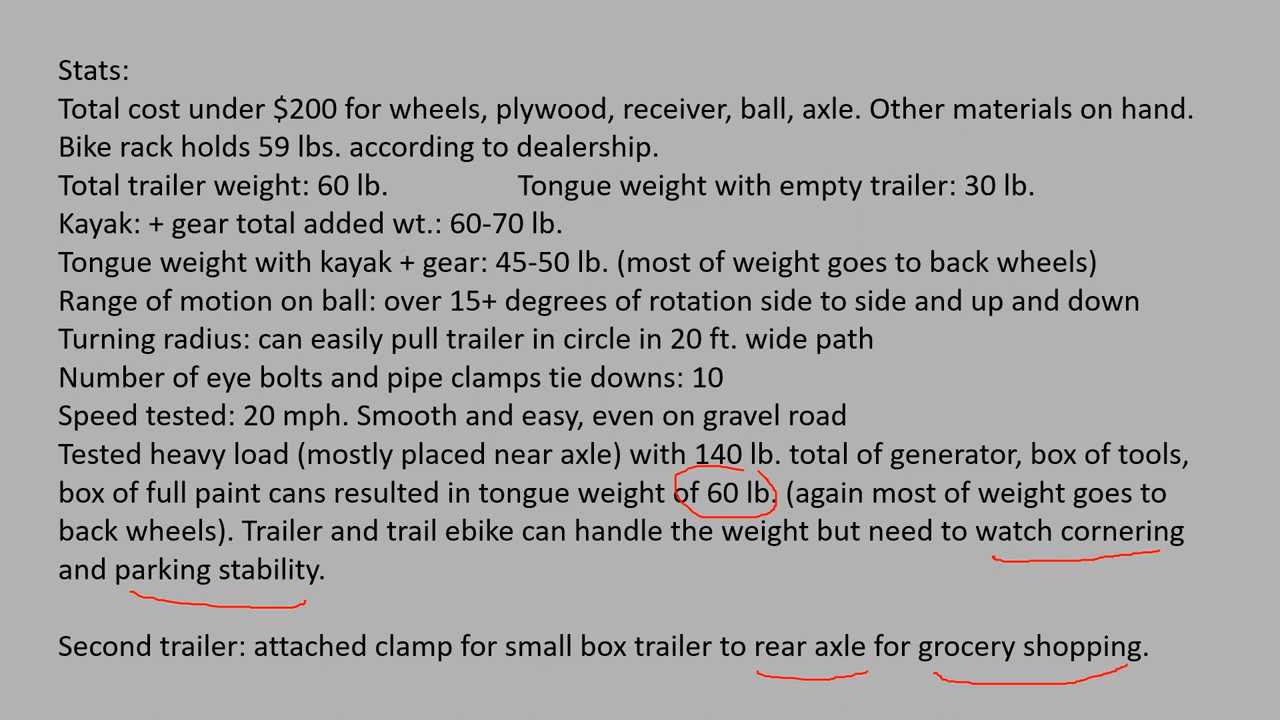 Stats:
Total cost under $200 for wheels, plywood, receiver, ball, axle. Other materials on hand.
Bike rack holds 59 lbs. according to dealership.
Total trailer weight: 60 lb. Tongue weight with empty trailer: 30 lb.
Kayak: + gear total added wt.: 60-70 lb.
Tongue weight with kayak + gear: 45-50 lb. (most of weight goes to back wheels)
Range of motion on ball: over 15+ degrees of rotation side to side and up and down
Turning radius: can easily pull trailer in circle in 20 ft. wide path
Number of eye bolts and pipe clamps tie downs: 10
Speed tested: 20 mph. Smooth and easy, even on gravel road
Tested heavy load (mostly placed near axle) with 140 lb. total of generator, box of tools,
box of full paint cans resulted in tongue weight of 60 lb. (again most of weight goes to
back wheels). Trailer and trail ebike can handle the weight but need to watch cornering
and parking stability.
Second trailer: attached clamp for small box trailer to rear axle for grocery shopping.